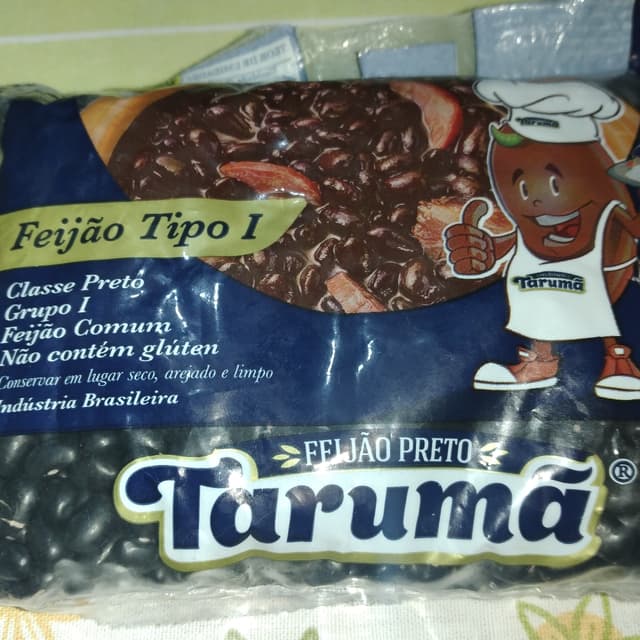 Tarumã
Feijão Tipo I
Classe Preto
Grupo I
Feijão Comum
Não contém glúten
Conservar em lugar seco, arejado e limpo
Indústria Brasileira
Tarumã
FEIJÃO PRETO
Tarumã®